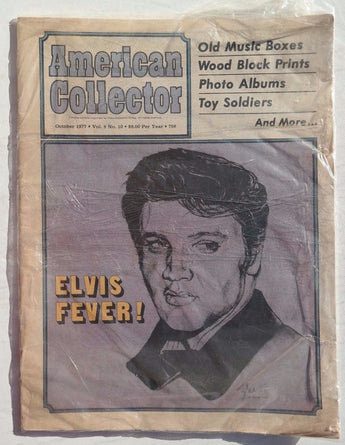 American
Collector
October 1977 • Vol. 8 No. 10 • $8.00 Per Year • 75¢
Old Music Boxes
Wood Block Prints
Photo Albums
Toy Soldiers
And More...
ELVIS
FEVER!